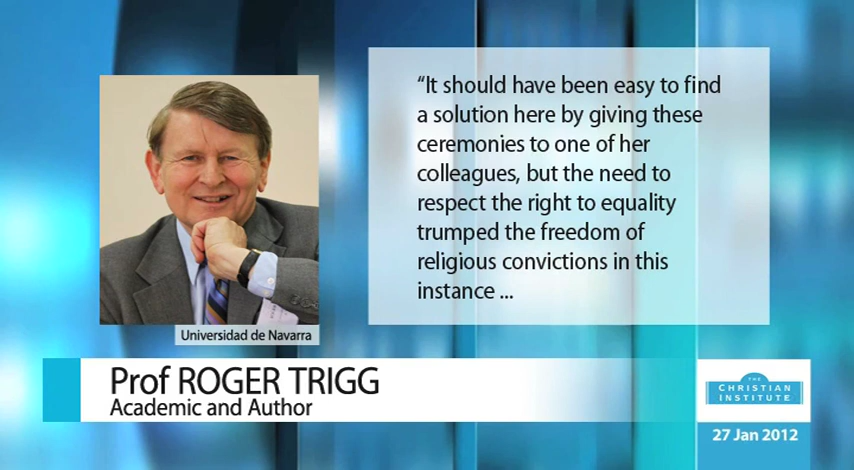 “It should have been easy to find
a solution here by giving these
ceremonies to one of her
colleagues, but the need to
respect the right to equality
trumped the freedom of
religious convictions in this
instance ...
Universidad de Navarra
Prof ROGER TRIGG
Academic and Author
THE
CHRISTIAN
INSTITUTE
27 Jan 2012